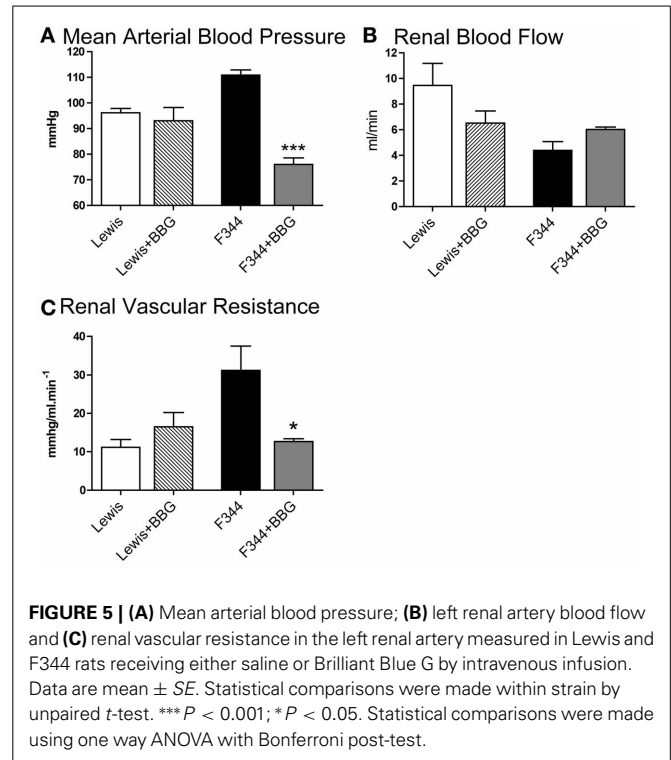 A Mean Arterial Blood Pressure
120
110
100
90
80
70
60
mmHg
***
Lewis
Lewis+BBG
F344
F344+BBG
B Renal Blood Flow
12
10
8
6
4
2
0
ml/min
Lewis
Lewis+BBG
F344
F344+BBG
C Renal Vascular Resistance
40
30
20
10
0
mmhg/ml.min⁻¹
*
Lewis
Lewis+BBG
F344
F344+BBG
FIGURE 5 | (A) Mean arterial blood pressure; (B) left renal artery blood flow
and (C) renal vascular resistance in the left renal artery measured in Lewis and
F344 rats receiving either saline or Brilliant Blue G by intravenous infusion.
Data are mean ± SE. Statistical comparisons were made within strain by
unpaired t-test. ***P < 0.001; *P < 0.05. Statistical comparisons were made
using one way ANOVA with Bonferroni post-test.